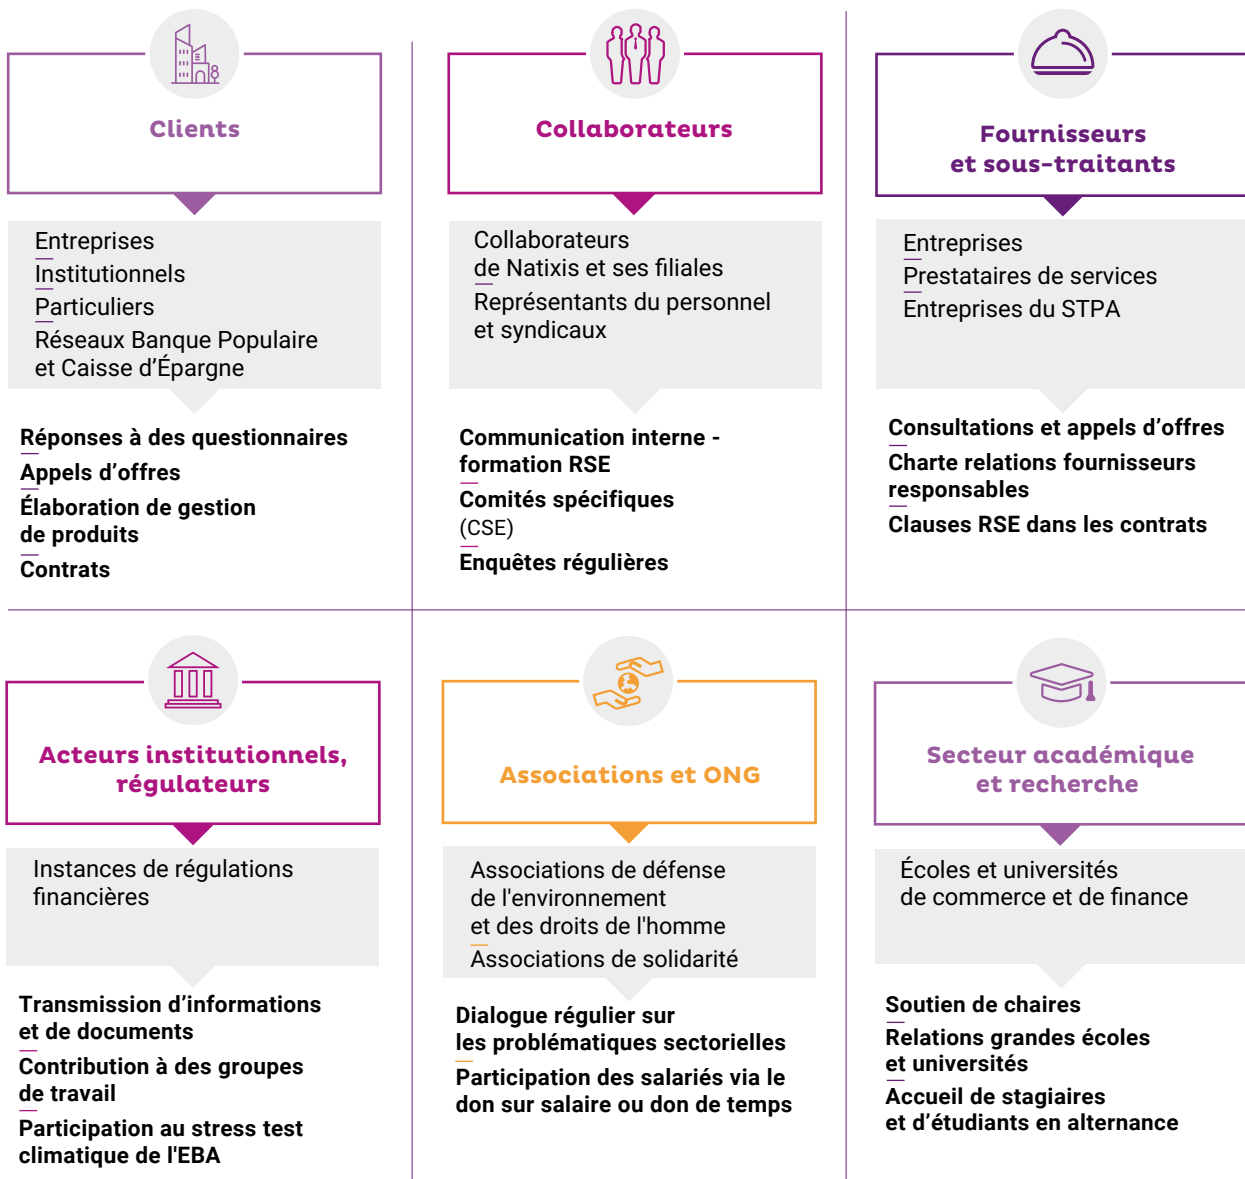 Clients
Entreprises
Institutionnels
Particuliers
Réseaux Banque Populaire
et Caisse d’Épargne
Réponses à des questionnaires
Appels d’offres
Élaboration de gestion
de produits
Contrats
Collaborateurs
Collaborateurs
de Natixis et ses filiales
Représentants du personnel
et syndicaux
Communication interne -
formation RSE
Comités spécifiques
(CSE)
Enquêtes régulières
Fournisseurs
et sous-traitants
Entreprises
Prestataires de services
Entreprises du STPA
Consultations et appels d’offres
Charte relations fournisseurs
responsables
Clauses RSE dans les contrats
Acteurs institutionnels,
régulateurs
Instances de régulations
financières
Transmission d’informations
et de documents
Contribution à des groupes
de travail
Participation au stress test
climatique de l'EBA
Associations et ONG
Associations de défense
de l'environnement
et des droits de l'homme
Associations de solidarité
Dialogue régulier sur
les problématiques sectorielles
Participation des salariés via le
don sur salaire ou don de temps
Secteur académique
et recherche
Écoles et universités
de commerce et de finance
Soutien de chaires
Relations grandes écoles
et universités
Accueil de stagiaires
et d’étudiants en alternance